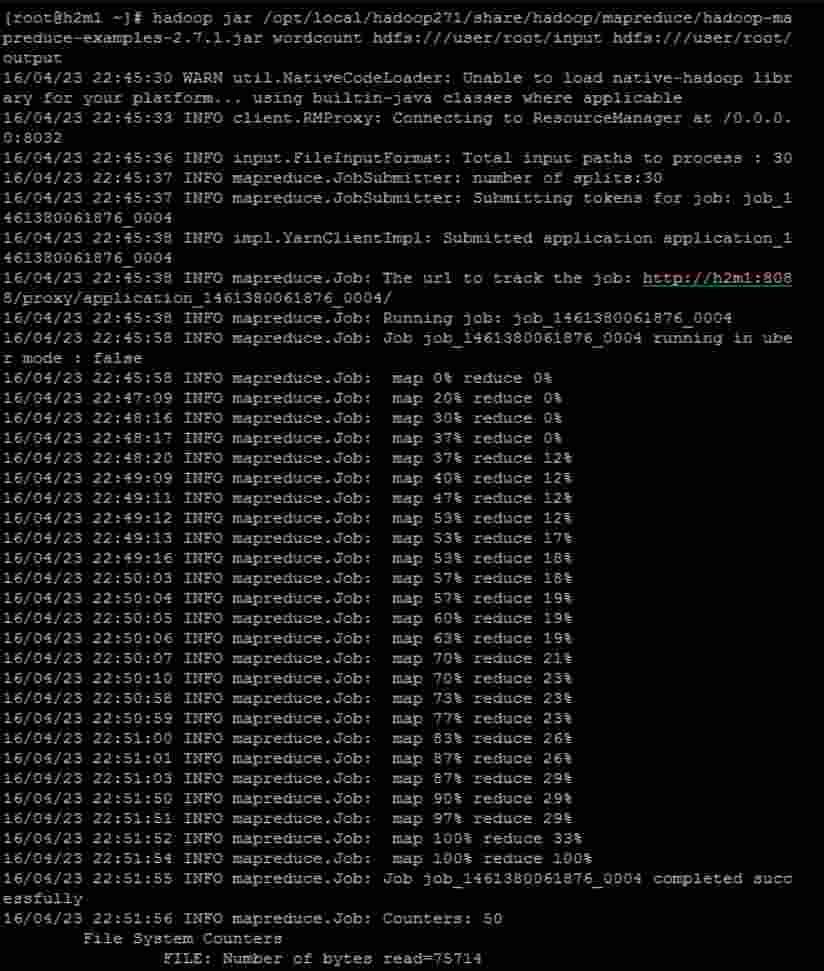 [root@h2m1 ~]# hadoop jar /opt/local/hadoop271/share/hadoop/mapreduce/hadoop-ma
preduce-examples-2.7.1.jar wordcount hdfs:///user/root/input hdfs:///user/root/
output
16/04/23 22:45:30 WARN util.NativeCodeLoader: Unable to load native-hadoop libr
ary for your platform... using builtin-java classes where applicable
16/04/23 22:45:33 INFO client.RMProxy: Connecting to ResourceManager at /0.0.0.
0:8032
16/04/23 22:45:36 INFO input.FileInputFormat: Total input paths to process : 30
16/04/23 22:45:37 INFO mapreduce.JobSubmitter: number of splits:30
16/04/23 22:45:37 INFO mapreduce.JobSubmitter: Submitting tokens for job: job_1
461380061876_0004
16/04/23 22:45:38 INFO impl.YarnClientImpl: Submitted application application_1
461380061876_0004
16/04/23 22:45:38 INFO mapreduce.Job: The url to track the job: http://h2m1:808
8/proxy/application_1461380061876_0004/
16/04/23 22:45:38 INFO mapreduce.Job: Running job: job_1461380061876_0004
16/04/23 22:45:58 INFO mapreduce.Job: Job job_1461380061876_0004 running in ube
r mode : false
16/04/23 22:45:58 INFO mapreduce.Job:  map 0% reduce 0%
16/04/23 22:47:09 INFO mapreduce.Job:  map 20% reduce 0%
16/04/23 22:48:16 INFO mapreduce.Job:  map 30% reduce 0%
16/04/23 22:48:17 INFO mapreduce.Job:  map 37% reduce 0%
16/04/23 22:48:20 INFO mapreduce.Job:  map 37% reduce 12%
16/04/23 22:49:09 INFO mapreduce.Job:  map 40% reduce 12%
16/04/23 22:49:11 INFO mapreduce.Job:  map 47% reduce 12%
16/04/23 22:49:12 INFO mapreduce.Job:  map 53% reduce 12%
16/04/23 22:49:13 INFO mapreduce.Job:  map 53% reduce 17%
16/04/23 22:49:16 INFO mapreduce.Job:  map 53% reduce 18%
16/04/23 22:50:03 INFO mapreduce.Job:  map 57% reduce 18%
16/04/23 22:50:04 INFO mapreduce.Job:  map 57% reduce 19%
16/04/23 22:50:05 INFO mapreduce.Job:  map 60% reduce 19%
16/04/23 22:50:06 INFO mapreduce.Job:  map 63% reduce 19%
16/04/23 22:50:07 INFO mapreduce.Job:  map 70% reduce 21%
16/04/23 22:50:10 INFO mapreduce.Job:  map 70% reduce 23%
16/04/23 22:50:58 INFO mapreduce.Job:  map 73% reduce 23%
16/04/23 22:50:59 INFO mapreduce.Job:  map 77% reduce 23%
16/04/23 22:51:00 INFO mapreduce.Job:  map 83% reduce 26%
16/04/23 22:51:01 INFO mapreduce.Job:  map 87% reduce 26%
16/04/23 22:51:03 INFO mapreduce.Job:  map 87% reduce 29%
16/04/23 22:51:50 INFO mapreduce.Job:  map 90% reduce 29%
16/04/23 22:51:51 INFO mapreduce.Job:  map 97% reduce 29%
16/04/23 22:51:52 INFO mapreduce.Job:  map 100% reduce 33%
16/04/23 22:51:54 INFO mapreduce.Job:  map 100% reduce 100%
16/04/23 22:51:55 INFO mapreduce.Job: Job job_1461380061876_0004 completed succ
essfully
16/04/23 22:51:56 INFO mapreduce.Job: Counters: 50
File System Counters
FILE: Number of bytes read=75714